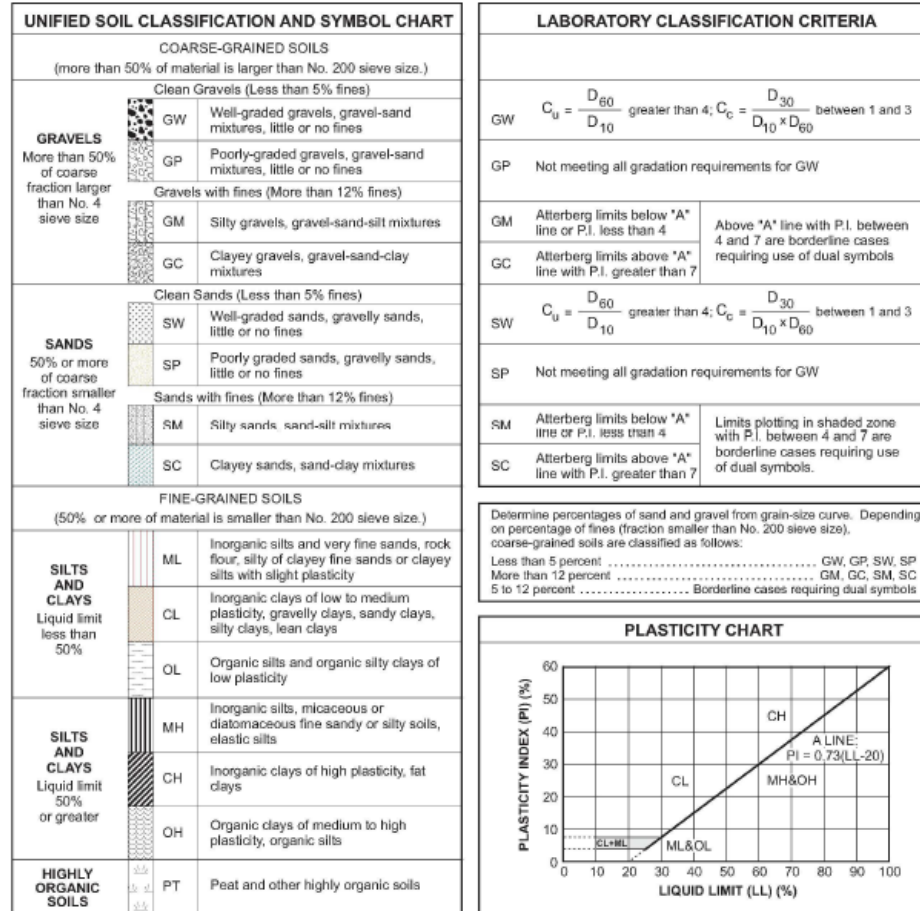 UNIFIED SOIL CLASSIFICATION AND SYMBOL CHART
COARSE-GRAINED SOILS
(more than 50% of material is larger than No. 200 sieve size.)
Clean Gravels (Less than 5% fines)
GRAVELS
More than 50%
of coarse
fraction larger
than No. 4
sieve size
GW
Well-graded gravels, gravel-sand
mixtures, little or no fines
GP
Poorly-graded gravels, gravel-sand
mixtures, little or no fines
Gravels with fines (More than 12% fines)
GM
Silty gravels, gravel-sand-silt mixtures
GC
Clayey gravels, gravel-sand-clay
mixtures
Clean Sands (Less than 5% fines)
SANDS
50% or more
of coarse
fraction smaller
than No. 4
sieve size
SW
Well-graded sands, gravelly sands,
little or no fines
SP
Poorly graded sands, gravelly sands,
little or no fines
Sands with fines (More than 12% fines)
SM
Silty sands, sand-silt mixtures
SC
Clayey sands, sand-clay mixtures
FINE-GRAINED SOILS
(50% or more of material is smaller than No. 200 sieve size.)
SILTS
AND
CLAYS
Liquid limit
less than
50%
ML
Inorganic silts and very fine sands, rock
flour, silty of clayey fine sands or clayey
silts with slight plasticity
CL
Inorganic clays of low to medium
plasticity, gravelly clays, sandy clays,
silty clays, lean clays
OL
Organic silts and organic silty clays of
low plasticity
SILTS
AND
CLAYS
Liquid limit
50%
or greater
MH
Inorganic silts, micaceous or
diatomaceous fine sandy or silty soils,
elastic silts
CH
Inorganic clays of high plasticity, fat
clays
OH
Organic clays of medium to high
plasticity, organic silts
HIGHLY
ORGANIC
SOILS
PT
Peat and other highly organic soils
LABORATORY CLASSIFICATION CRITERIA
GW
Cu = D60 / D10 greater than 4; Cc = D30 / D10 x D60 between 1 and 3
GP
Not meeting all gradation requirements for GW
GM
Atterberg limits below "A"
line or P.I. less than 4
GC
Atterberg limits above "A"
line with P.I. greater than 7
Above "A" line with P.I. between
4 and 7 are borderline cases
requiring use of dual symbols
SW
Cu = D60 / D10 greater than 4; Cc = D30 / D10 x D60 between 1 and 3
SP
Not meeting all gradation requirements for GW
SM
Atterberg limits below "A"
line or P.I. less than 4
SC
Atterberg limits above "A"
line with P.I. greater than 7
Limits plotting in shaded zone
with P.I. between 4 and 7 are
borderline cases requiring use
of dual symbols.
Determine percentages of sand and gravel from grain-size curve. Depending
on percentage of fines (fraction smaller than No. 200 sieve size),
coarse-grained soils are classified as follows:
Less than 5 percent .................................... GW, GP, SW, SP
More than 12 percent .................................. GM, GC, SM, SC
5 to 12 percent ..................... Borderline cases requiring dual symbols
PLASTICITY CHART
PLASTICITY INDEX (PI) (%)
60
50
40
30
20
10
0
CH
A LINE:
PI = 0.73(LL-20)
CL
MH&OH
CL+ML
ML&OL
0 10 20 30 40 50 60 70 80 90 100
LIQUID LIMIT (LL) (%)